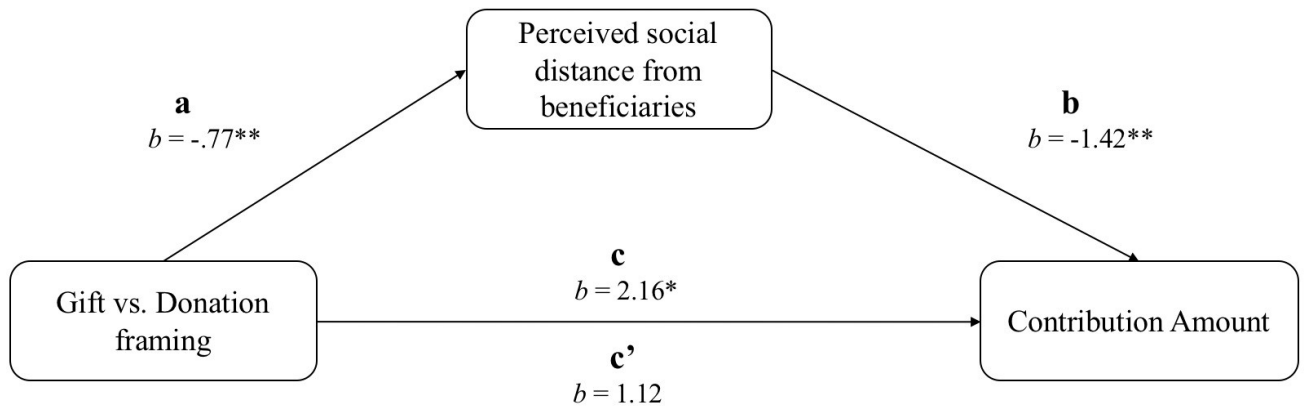 Perceived social
distance from
beneficiaries
a
b = -.77**
b
b = -1.42**
Gift vs. Donation
framing
c
b = 2.16*
c’
b = 1.12
Contribution Amount